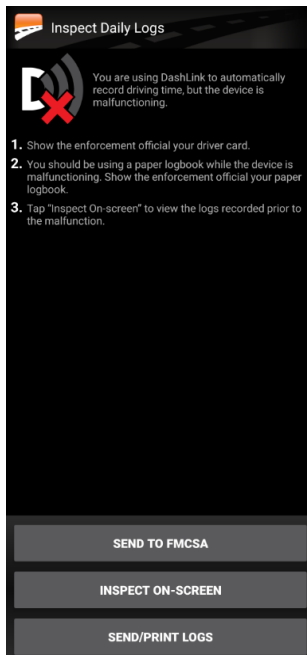 Inspect Daily Logs
You are using DashLink to automatically
record driving time, but the device is
malfunctioning.
1. Show the enforcement official your driver card.
2. You should be using a paper logbook while the device is
malfunctioning. Show the enforcement official your paper
logbook.
3. Tap "Inspect On-screen" to view the logs recorded prior to
the malfunction.
SEND TO FMCSA
INSPECT ON-SCREEN
SEND/PRINT LOGS